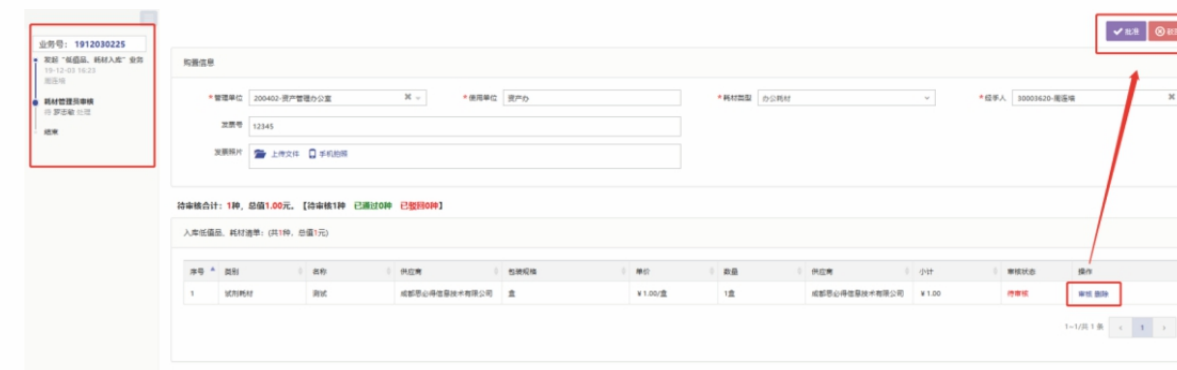 业务号：1912030225
发起“低值品、耗材入库”业务
19-12-03 16:23
耗材管理员审核
结束
批准
购置信息
*管理单位 200402-资产管理办公室
*使用单位 资产办
*耗材类型 办公耗材
*经手人
发票号 12345
发票照片 上传文件 手机拍照
待审核合计：1种，总值1.00元。【待审核1种 已通过0种 已驳回0种】
入库低值品、耗材清单：(共1种、总值1元)
序号 类别 名称 供应商 包装规格 单价 数量 供应商 小计 审核状态 操作
1 试剂耗材 测试 成都思必得信息技术有限公司 盒 ￥1.00/盒 1盒 成都思必得信息技术有限公司 ￥1.00 待审核 审核 删除
1~1/共 1 条 1